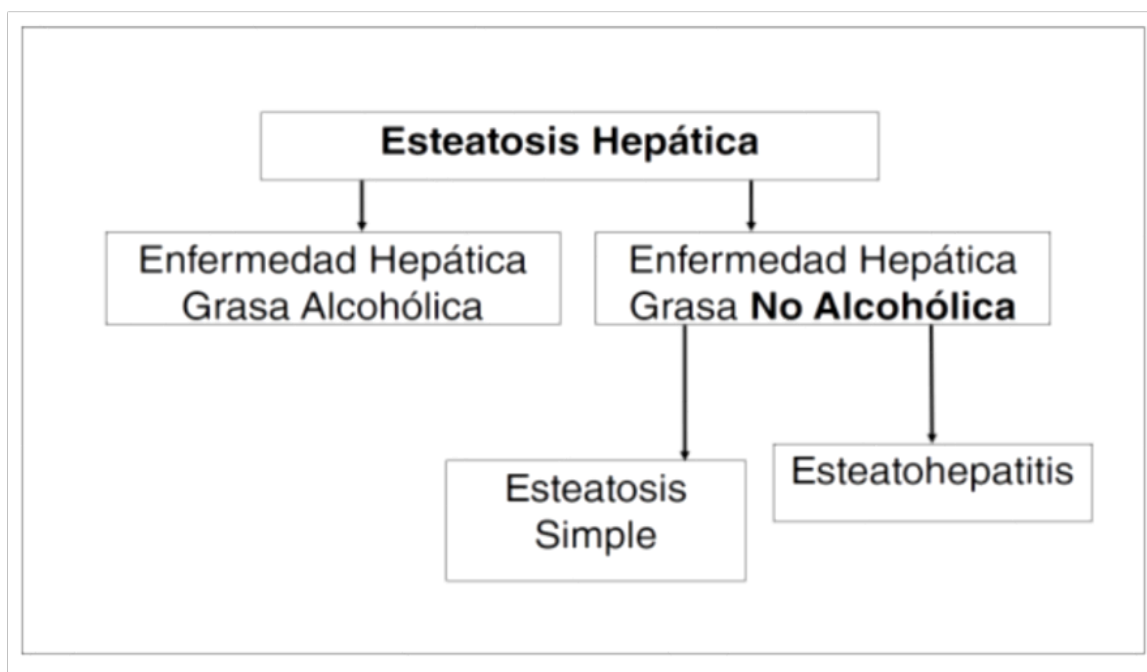 Esteatosis Hepática
Enfermedad Hepática
Grasa Alcohólica
Enfermedad Hepática
Grasa No Alcohólica
Esteatosis
Simple
Esteatohepatitis